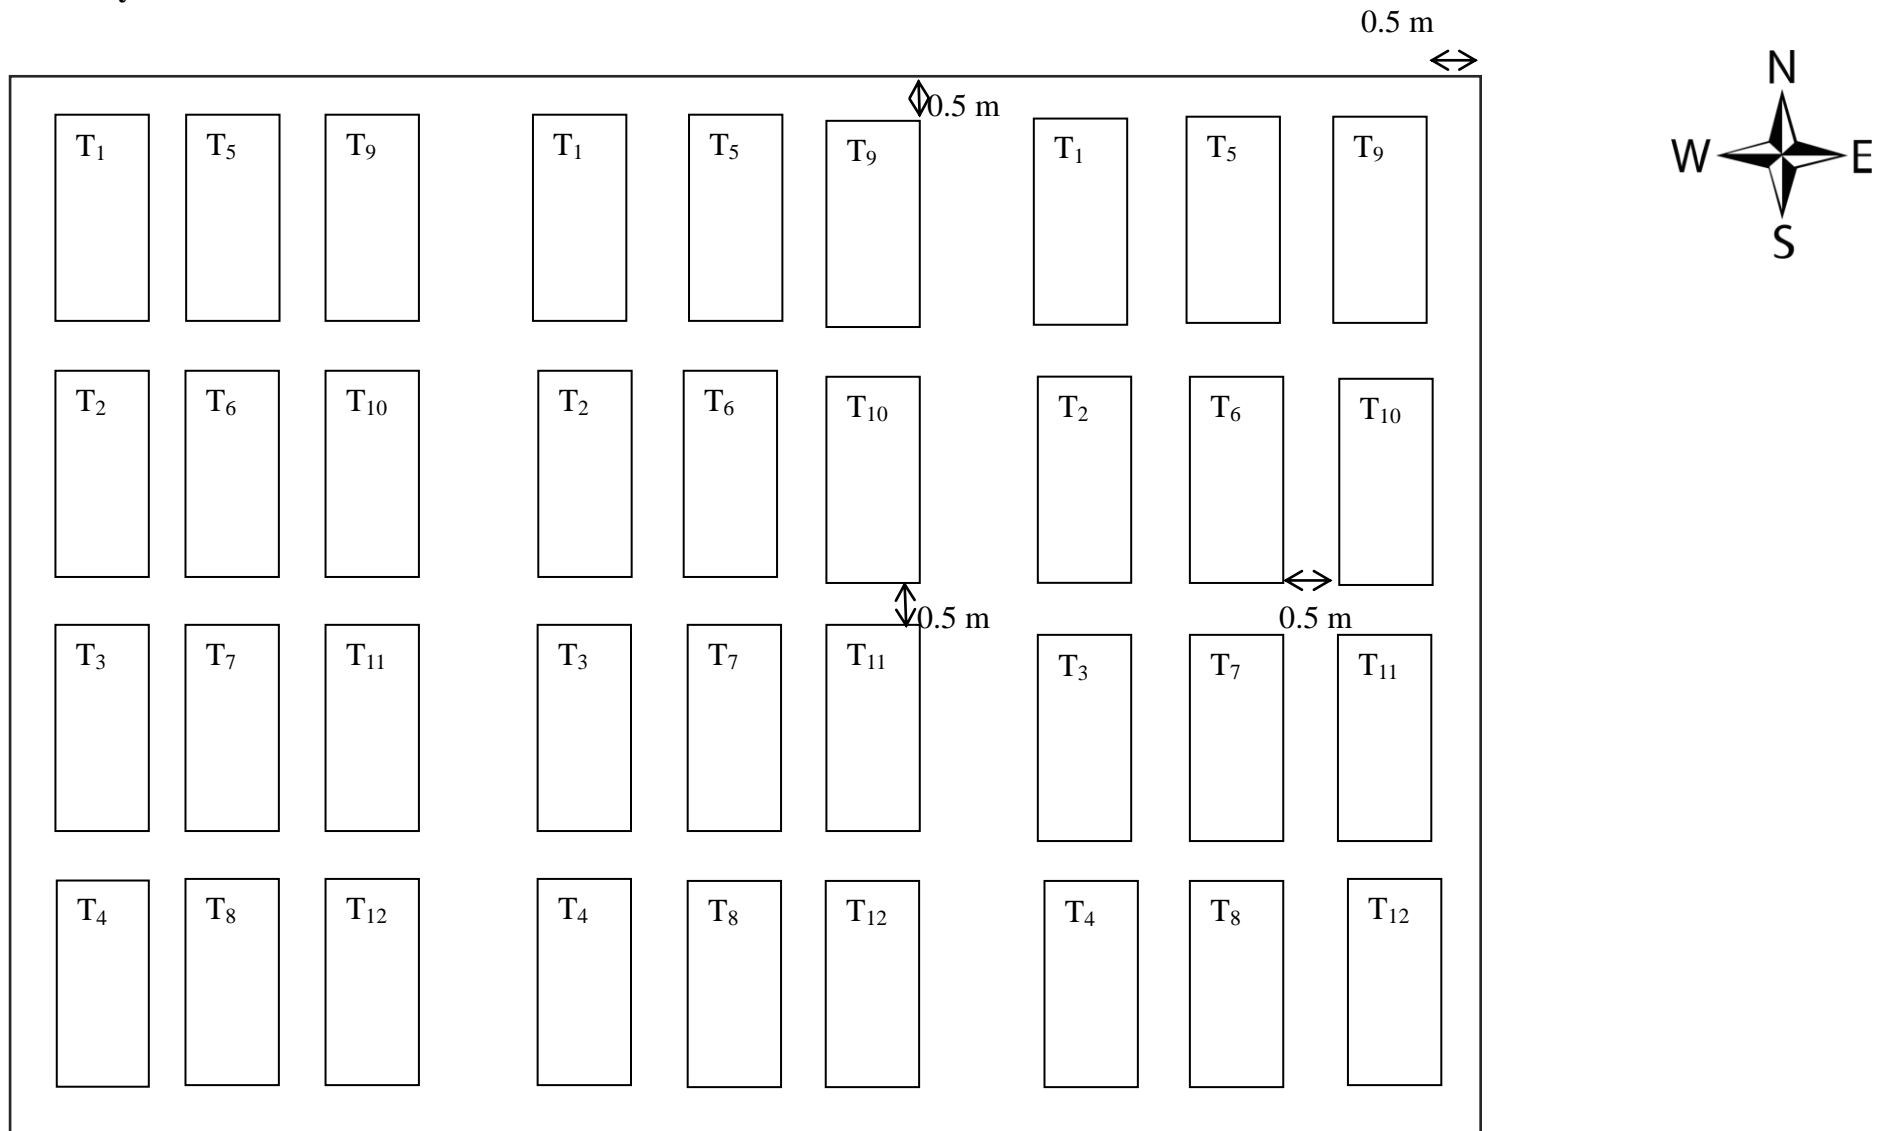 0.5 m
N
0.5 m
T1 T5 T9 T1 T5 T9 T1 T5 T9
W E
S
T2 T6 T10 T2 T6 T10 T2 T6 T10
0.5 m 0.5 m
T3 T7 T11 T3 T7 T11 T3 T7 T11
T4 T8 T12 T4 T8 T12 T4 T8 T12